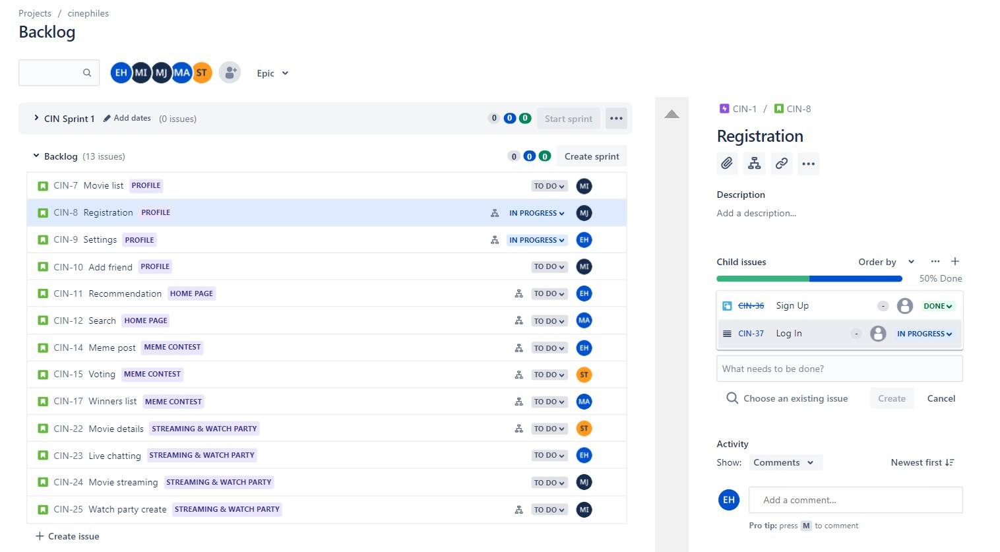 Projects / cinephiles
Backlog
EH MI MJ MA ST Epic
CIN Sprint 1 Add dates (0 issues) 0 0 0 Start sprint
Backlog (13 issues) 0 0 0 Create sprint
CIN-7 Movie list PROFILE TO DO MI
CIN-8 Registration PROFILE IN PROGRESS MJ
CIN-9 Settings PROFILE IN PROGRESS EH
CIN-10 Add friend PROFILE TO DO MI
CIN-11 Recommendation HOME PAGE TO DO EH
CIN-12 Search HOME PAGE TO DO MA
CIN-14 Meme post MEME CONTEST TO DO EH
CIN-15 Voting MEME CONTEST TO DO ST
CIN-17 Winners list MEME CONTEST TO DO MA
CIN-22 Movie details STREAMING & WATCH PARTY TO DO ST
CIN-23 Live chatting STREAMING & WATCH PARTY TO DO EH
CIN-24 Movie streaming STREAMING & WATCH PARTY TO DO MJ
CIN-25 Watch party create STREAMING & WATCH PARTY TO DO MI
+ Create issue
CIN-1 / CIN-8
Registration
Description
Add a description...
Child issues Order by
50% Done
CIN-36 Sign Up - DONE
CIN-37 Log In - IN PROGRESS
What needs to be done?
Choose an existing issue Create Cancel
Activity
Show: Comments Newest first
EH Add a comment...
Pro tip: press M to comment